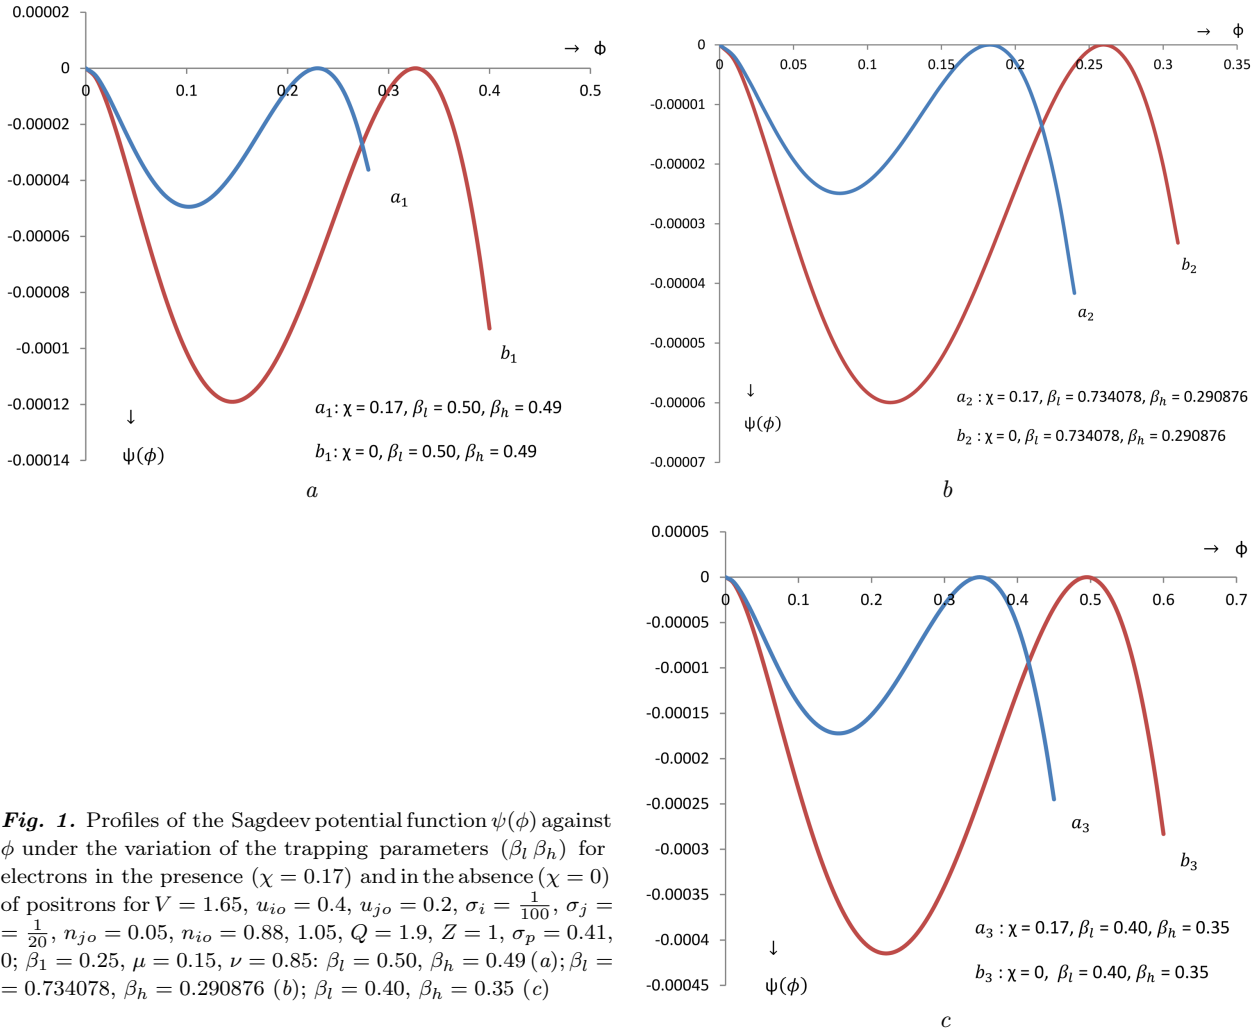 0.00002
0
-0.00002
-0.00004
-0.00006
-0.00008
-0.0001
-0.00012
-0.00014
0 0.1 0.2 0.3 0.4 0.5
→ ϕ
a₁
b₁
↓
ψ(ϕ)
a₁: χ = 0.17, βₗ = 0.50, βₕ = 0.49
b₁: χ = 0, βₗ = 0.50, βₕ = 0.49
a
→ ϕ
0
-0.00001
-0.00002
-0.00003
-0.00004
-0.00005
-0.00006
-0.00007
0 0.05 0.1 0.15 0.2 0.25 0.3 0.35
b₂
a₂
↓
ψ(ϕ)
a₂ : χ = 0.17, βₗ = 0.734078, βₕ = 0.290876
b₂ : χ = 0, βₗ = 0.734078, βₕ = 0.290876
b
0.00005
0
-0.00005
-0.0001
-0.00015
-0.0002
-0.00025
-0.0003
-0.00035
-0.0004
-0.00045
→ ϕ
0 0.1 0.2 0.3 0.4 0.5 0.6 0.7
a₃
b₃
↓
ψ(ϕ)
a₃ : χ = 0.17, βₗ = 0.40, βₕ = 0.35
b₃ : χ = 0, βₗ = 0.40, βₕ = 0.35
c
Fig. 1. Profiles of the Sagdeev potential function ψ(ϕ) against
ϕ under the variation of the trapping parameters (βₗ βₕ) for
electrons in the presence (χ = 0.17) and in the absence (χ = 0)
of positrons for V = 1.65, uᵢₒ = 0.4, uⱼₒ = 0.2, σᵢ = 1/100, σⱼ =
= 1/20, nⱼₒ = 0.05, nᵢₒ = 0.88, 1.05, Q = 1.9, Z = 1, σₚ = 0.41,
0; β₁ = 0.25, μ = 0.15, ν = 0.85: βₗ = 0.50, βₕ = 0.49 (a); βₗ =
= 0.734078, βₕ = 0.290876 (b); βₗ = 0.40, βₕ = 0.35 (c)